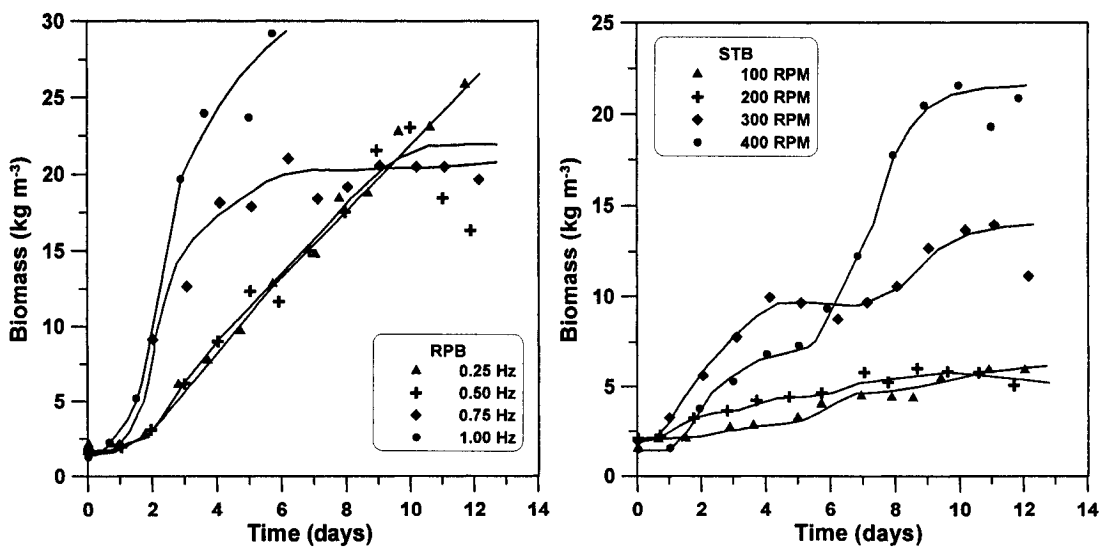 30
25
20
15
10
5
0
Biomass (kg m-3)
RPB
0.25 Hz
0.50 Hz
0.75 Hz
1.00 Hz
0 2 4 6 8 10 12 14
Time (days)
25
20
15
10
5
0
Biomass (kg m-3)
STB
100 RPM
200 RPM
300 RPM
400 RPM
0 2 4 6 8 10 12 14
Time (days)